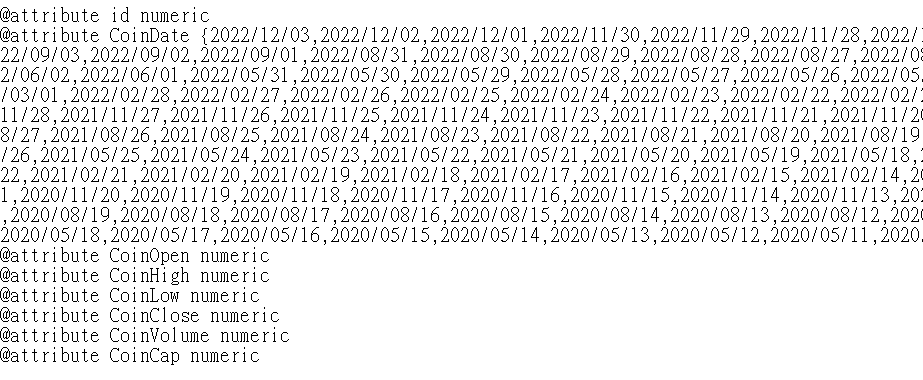 @attribute id numeric
@attribute CoinDate {2022/12/03,2022/12/02,2022/12/01,2022/11/30,2022/11/29,2022/11/28,2022/1
22/09/03,2022/09/02,2022/09/01,2022/08/31,2022/08/30,2022/08/29,2022/08/28,2022/08/27,2022/08
2/06/02,2022/06/01,2022/05/31,2022/05/30,2022/05/29,2022/05/28,2022/05/27,2022/05/26,2022/05/
/03/01,2022/02/28,2022/02/27,2022/02/26,2022/02/25,2022/02/24,2022/02/23,2022/02/22,2022/02/2
11/28,2021/11/27,2021/11/26,2021/11/25,2021/11/24,2021/11/23,2021/11/22,2021/11/21,2021/11/20
8/27,2021/08/26,2021/08/25,2021/08/24,2021/08/23,2021/08/22,2021/08/21,2021/08/20,2021/08/19
/26,2021/05/25,2021/05/24,2021/05/23,2021/05/22,2021/05/21,2021/05/20,2021/05/19,2021/05/18,
22,2021/02/21,2021/02/20,2021/02/19,2021/02/18,2021/02/17,2021/02/16,2021/02/15,2021/02/14,20
1,2020/11/20,2020/11/19,2020/11/18,2020/11/17,2020/11/16,2020/11/15,2020/11/14,2020/11/13,202
,2020/08/19,2020/08/18,2020/08/17,2020/08/16,2020/08/15,2020/08/14,2020/08/13,2020/08/12,202
2020/05/18,2020/05/17,2020/05/16,2020/05/15,2020/05/14,2020/05/13,2020/05/12,2020/05/11,2020
@attribute CoinOpen numeric
@attribute CoinHigh numeric
@attribute CoinLow numeric
@attribute CoinClose numeric
@attribute CoinVolume numeric
@attribute CoinCap numeric